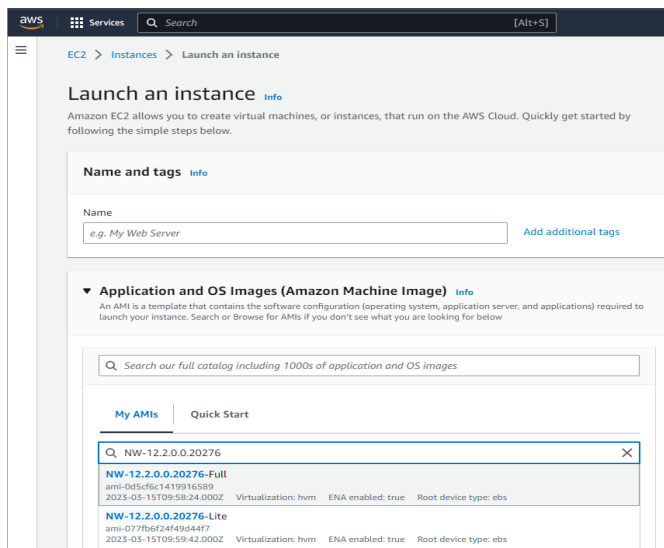 aws Services Search [Alt+S]
EC2 > Instances > Launch an instance
Launch an instance Info
Amazon EC2 allows you to create virtual machines, or instances, that run on the AWS Cloud. Quickly get started by
following the simple steps below.
Name and tags Info
Name
e.g. My Web Server Add additional tags
Application and OS Images (Amazon Machine Image) Info
An AMI is a template that contains the software configuration (operating system, application server, and applications) required to
launch your instance. Search or Browse for AMIs if you don't see what you are looking for below
Search our full catalog including 1000s of application and OS images
My AMIs Quick Start
NW-12.2.0.0.20276
NW-12.2.0.0.20276-Full
ami-0d5cf6c1419916589
2023-03-15T09:58:24.000Z Virtualization: hvm ENA enabled: true Root device type: ebs
NW-12.2.0.0.20276-Lite
ami-077fb6f24f49d44f7
2023-03-15T09:59:42.000Z Virtualization: hvm ENA enabled: true Root device type: ebs